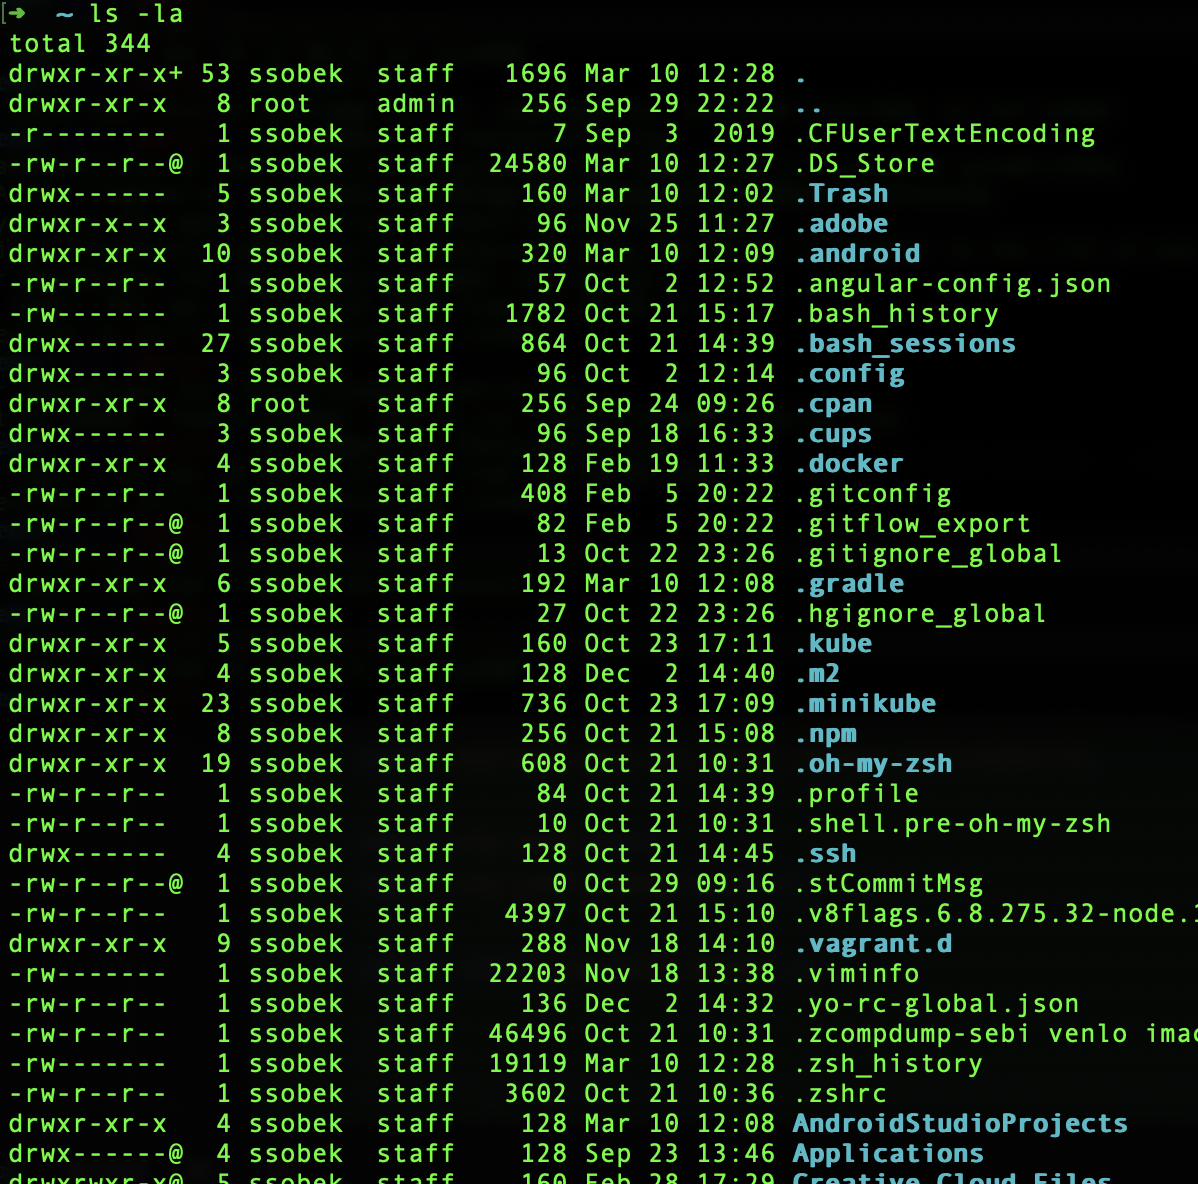 [➜  ~ ls -la
total 344
drwxr-xr-x+ 53 ssobek  staff   1696 Mar 10 12:28 .
drwxr-xr-x   8 root    admin    256 Sep 29 22:22 ..
-r--------   1 ssobek  staff      7 Sep  3  2019 .CFUserTextEncoding
-rw-r--r--@  1 ssobek  staff  24580 Mar 10 12:27 .DS_Store
drwx------   5 ssobek  staff    160 Mar 10 12:02 .Trash
drwxr-x--x   3 ssobek  staff     96 Nov 25 11:27 .adobe
drwxr-xr-x  10 ssobek  staff    320 Mar 10 12:09 .android
-rw-r--r--   1 ssobek  staff     57 Oct  2 12:52 .angular-config.json
-rw-------   1 ssobek  staff   1782 Oct 21 15:17 .bash_history
drwx------  27 ssobek  staff    864 Oct 21 14:39 .bash_sessions
drwx------   3 ssobek  staff     96 Oct  2 12:14 .config
drwxr-xr-x   8 root    staff    256 Sep 24 09:26 .cpan
drwx------   3 ssobek  staff     96 Sep 18 16:33 .cups
drwxr-xr-x   4 ssobek  staff    128 Feb 19 11:33 .docker
-rw-r--r--   1 ssobek  staff    408 Feb  5 20:22 .gitconfig
-rw-r--r--@  1 ssobek  staff     82 Feb  5 20:22 .gitflow_export
-rw-r--r--@  1 ssobek  staff     13 Oct 22 23:26 .gitignore_global
drwxr-xr-x   6 ssobek  staff    192 Mar 10 12:08 .gradle
-rw-r--r--@  1 ssobek  staff     27 Oct 22 23:26 .hgignore_global
drwxr-xr-x   5 ssobek  staff    160 Oct 23 17:11 .kube
drwxr-xr-x   4 ssobek  staff    128 Dec  2 14:40 .m2
drwxr-xr-x  23 ssobek  staff    736 Oct 23 17:09 .minikube
drwxr-xr-x   8 ssobek  staff    256 Oct 21 15:08 .npm
drwxr-xr-x  19 ssobek  staff    608 Oct 21 10:31 .oh-my-zsh
-rw-r--r--   1 ssobek  staff     84 Oct 21 14:39 .profile
-rw-r--r--   1 ssobek  staff     10 Oct 21 10:31 .shell.pre-oh-my-zsh
drwx------   4 ssobek  staff    128 Oct 21 14:45 .ssh
-rw-r--r--@  1 ssobek  staff      0 Oct 29 09:16 .stCommitMsg
-rw-r--r--   1 ssobek  staff   4397 Oct 21 15:10 .v8flags.6.8.275.32-node.1
drwxr-xr-x   9 ssobek  staff    288 Nov 18 14:10 .vagrant.d
-rw-------   1 ssobek  staff  22203 Nov 18 13:38 .viminfo
-rw-r--r--   1 ssobek  staff    136 Dec  2 14:32 .yo-rc-global.json
-rw-r--r--   1 ssobek  staff  46496 Oct 21 10:31 .zcompdump-sebi venlo imac
-rw-------   1 ssobek  staff  19119 Mar 10 12:28 .zsh_history
-rw-r--r--   1 ssobek  staff   3602 Oct 21 10:36 .zshrc
drwxr-xr-x   4 ssobek  staff    128 Mar 10 12:08 AndroidStudioProjects
drwx------@  4 ssobek  staff    128 Sep 23 13:46 Applications
drwxrwxr-x@  5 ssobek  staff    160 Feb 28 17:29 Creative Cloud Files